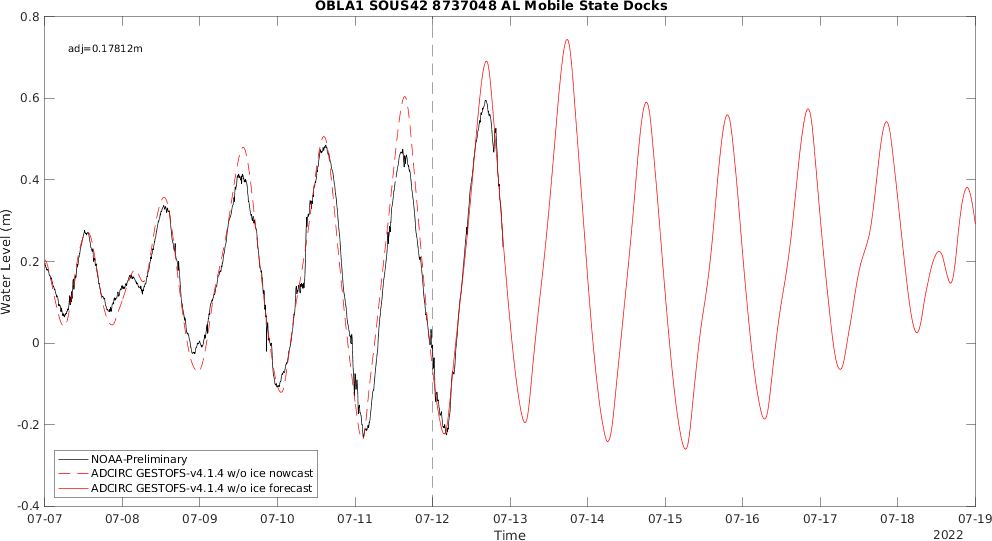 OBLA1 SOUS42 8737048 AL Mobile State Docks
0.8
adj=0.17812m
0.6
0.4
0.2
0
-0.2
-0.4
Water Level (m)
NOAA-Preliminary
ADCIRC GESTOFS-v4.1.4 w/o ice nowcast
ADCIRC GESTOFS-v4.1.4 w/o ice forecast
07-07 07-08 07-09 07-10 07-11 07-12 07-13 07-14 07-15 07-16 07-17 07-18 07-19
Time
2022